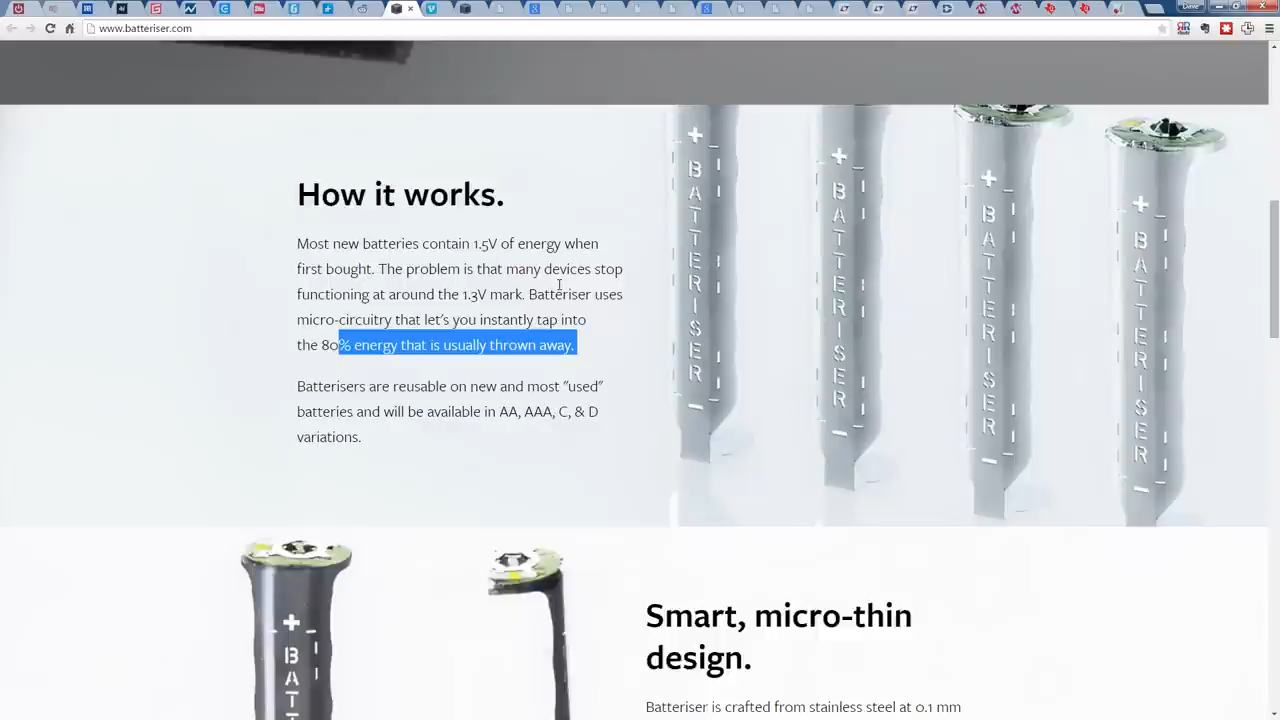 Dave
www.batteriser.com
How it works.
Most new batteries contain 1.5V of energy when
first bought. The problem is that many devices stop
functioning at around the 1.3V mark. Batteriser uses
micro-circuitry that let's you instantly tap into
the 80% energy that is usually thrown away.
Batterisers are reusable on new and most "used"
batteries and will be available in AA, AAA, C, & D
variations.
+ BATTERISER −
+ BATTERISER −
+ BATTERISER −
+ BATTERISER −
+ BATT
Smart, micro-thin
design.
Batteriser is crafted from stainless steel at 0.1 mm